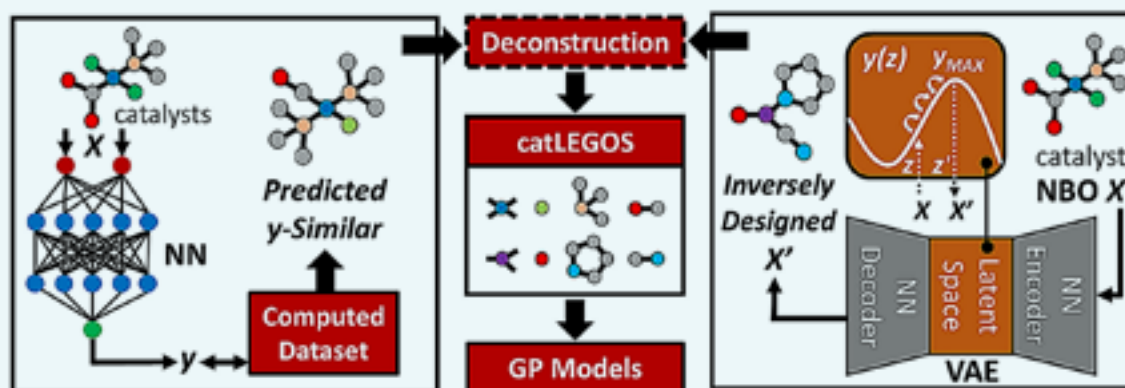 catalysts
X
NN
y
Predicted
y-Similar
Computed
Dataset
Deconstruction
catLEGOS
GP Models
y(z)
yMAX
z
z'
X
X'
Inversely
Designed
X'
catalyst
NBO X
NN
Decoder
Latent
Space
NN
Encoder
VAE